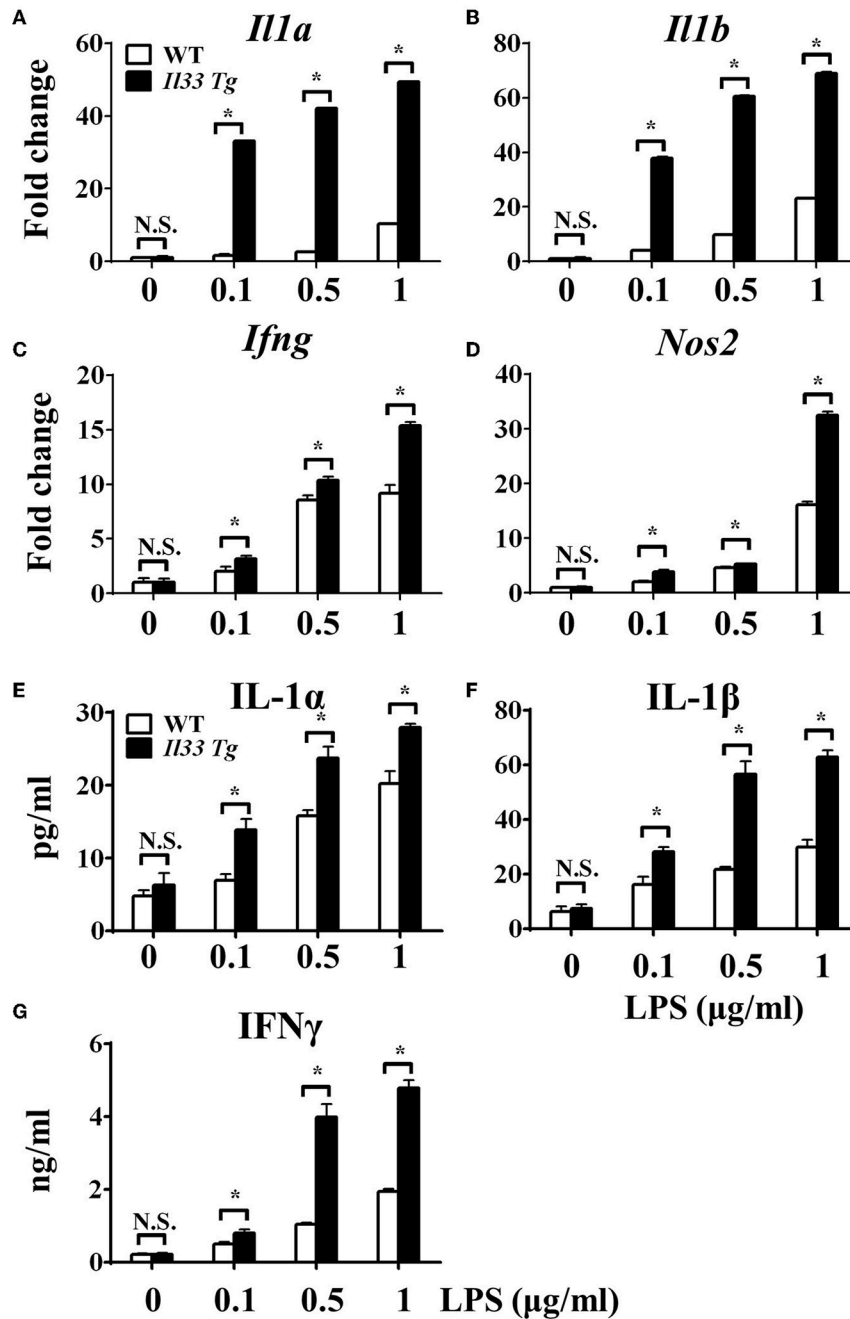 A
Il1a
WT
Il33 Tg
Fold change
60
40
20
0
N.S.
*
*
*
0 0.1 0.5 1
B
Il1b
80
60
40
20
0
N.S.
*
*
*
0 0.1 0.5 1
C
Ifng
Fold change
20
15
10
5
0
N.S.
*
*
*
0 0.1 0.5 1
D
Nos2
40
30
20
10
0
N.S.
*
*
*
0 0.1 0.5 1
E
IL-1α
WT
Il33 Tg
pg/ml
30
20
10
0
N.S.
*
*
*
0 0.1 0.5 1
F
IL-1β
80
60
40
20
0
N.S.
*
*
*
0 0.1 0.5 1
LPS (μg/ml)
G
IFNγ
ng/ml
6
4
2
0
N.S.
*
*
*
0 0.1 0.5 1 LPS (μg/ml)